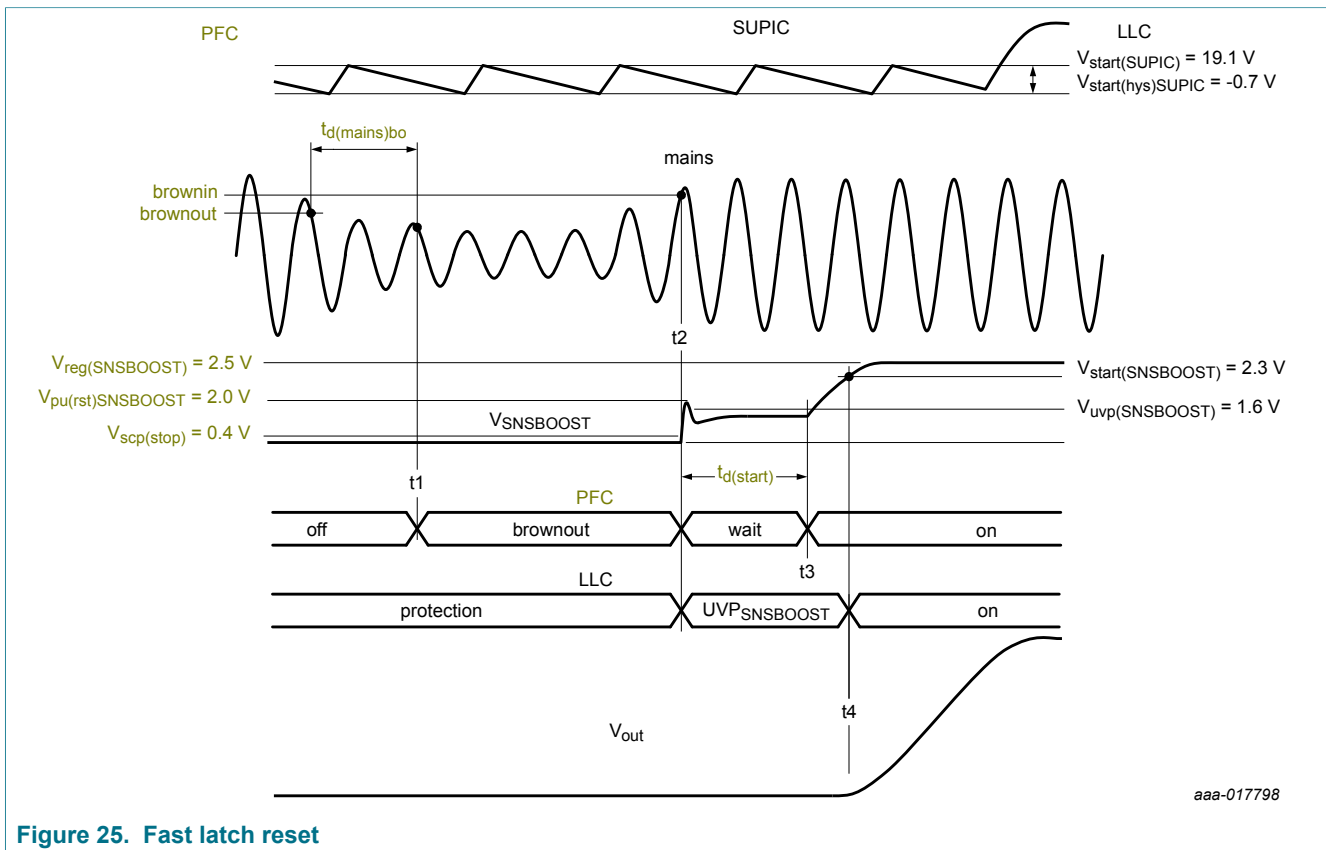 PFC
SUPIC
LLC
Vstart(SUPIC) = 19.1 V
Vstart(hys)SUPIC = -0.7 V
td(mains)bo
mains
brownin
brownout
t2
Vreg(SNSBOOST) = 2.5 V
Vstart(SNSBOOST) = 2.3 V
Vpu(rst)SNSBOOST = 2.0 V
VSNSBOOST
Vuvp(SNSBOOST) = 1.6 V
Vscp(stop) = 0.4 V
td(start)
t1
PFC
off
brownout
wait
on
t3
LLC
protection
UVPSNSBOOST
on
t4
Vout
aaa-017798
Figure 25. Fast latch reset